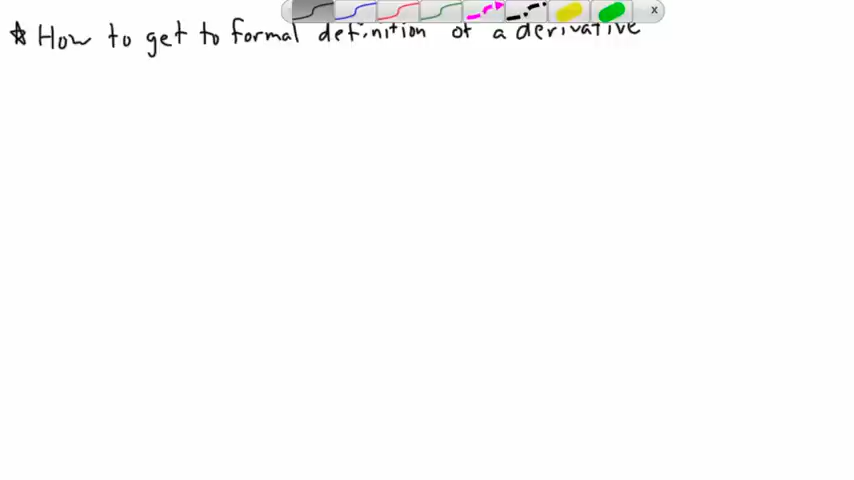 ☆ How to get to formal definition of a derivative
x